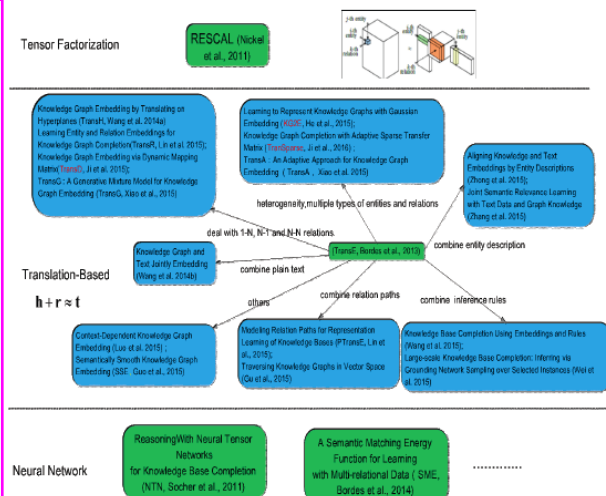 Tensor Factorization
RESCAL (Nickel
et al., 2011)
j-th entity
i-th
entity
k-th
relation
j-th
entity
i-th
entity
k-th
relation
Knowledge Graph Embedding by Translating on
Hyperplanes (TransH, Wang et al., 2014a)
Learning Entity and Relation Embeddings for
Knowledge Graph Completion(TransR, Lin et al., 2015);
Knowledge Graph Embedding via Dynamic Mapping
Matrix(TransD, Ji et al., 2015);
TransG : A Generative Mixture Model for Knowledge
Graph Embedding (TransG, Xiao et al., 2015)
Learning to Represent Knowledge Graphs with Gaussian
Embedding (KG2E, He et al., 2015);
Knowledge Graph Completion with Adaptive Sparse Transfer
Matrix (TranSparse, Ji et al., 2016) ;
TransA : An Adaptive Approach for Knowledge Graph
Embedding ( TransA , Xiao et al., 2015)
Aligning Knowledge and Text
Embeddings by Entity Descriptions
(Zhong et al., 2015);
Joint Semantic Relevance Learning
with Text Data and Graph Knowledge
(Zhang et al., 2015)
heterogeneity,multiple types of entities and relations
deal with 1-N, N-1 and N-N relations
(TransE, Bordes et al., 2013)
combine entity description
Knowledge Graph and
Text Jointly Embedding
(Wang et al., 2014b)
combine plain text
Translation-Based
h + r ≈ t
others
combine relation paths
combine inference rules
Context-Dependent Knowledge Graph
Embedding (Luo et al. 2015) ;
Semantically Smooth Knowledge Graph
Embedding (SSE, Guo et al., 2015)
Modeling Relation Paths for Representation
Learning of Knowledge Bases (PTransE, Lin et
al., 2015);
Traversing Knowledge Graphs in Vector Space
(Gu et al., 2015)
Knowledge Base Completion Using Embeddings and Rules
(Wang et al., 2015);
Large-scale Knowledge Base Completion: Inferring via
Grounding Network Sampling over Selected Instances (Wei et
al. 2015)
Neural Network
ReasoningWith Neural Tensor
Networks
for Knowledge Base Completion
(NTN, Socher et al., 2011)
A Semantic Matching Energy
Function for Learning
with Multi-relational Data ( SME,
Bordes et al., 2014)
.............